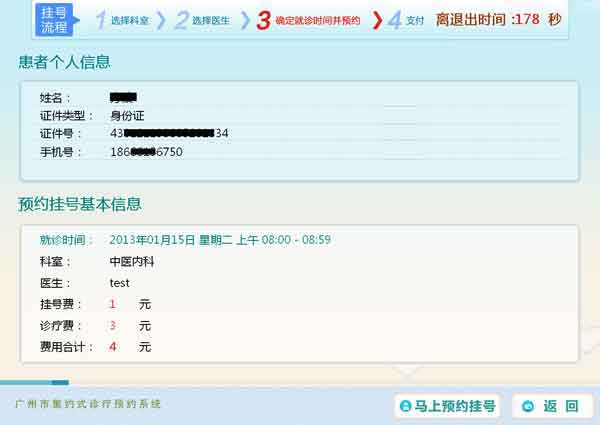 挂号流程 1 选择科室 2 选择医生 3 确定就诊时间并预约 4 支付 离退出时间 :178 秒
患者个人信息
姓名：
证件类型： 身份证
证件号： 43 34
手机号： 186 6750
预约挂号基本信息
就诊时间： 2013年01月15日 星期二 上午 08:00 - 08:59
科室： 中医内科
医生： test
挂号费： 1 元
诊疗费： 3 元
费用合计： 4 元
广州市集约式诊疗预约系统 马上预约挂号 返 回